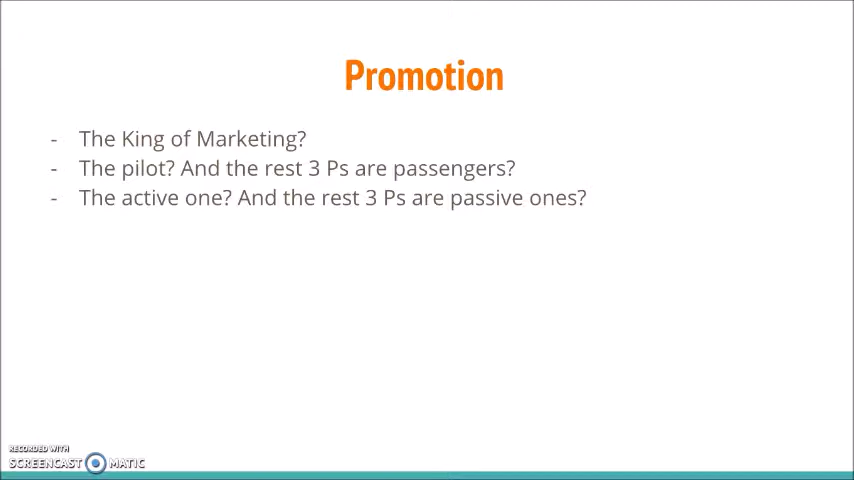 Promotion
- The King of Marketing?
- The pilot? And the rest 3 Ps are passengers?
- The active one? And the rest 3 Ps are passive ones?
RECORDED WITH
SCREENCAST MATIC